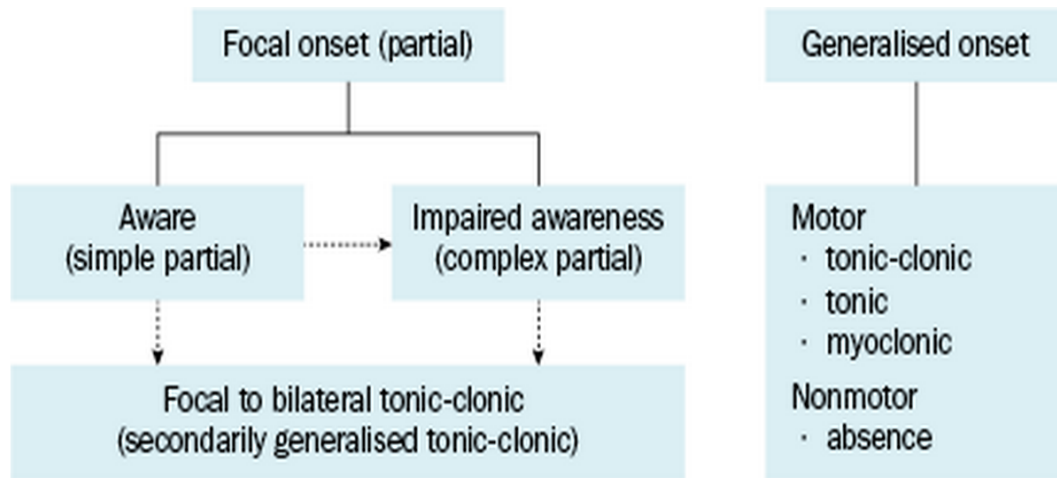 Focal onset (partial)
Generalised onset
Aware
(simple partial)
Impaired awareness
(complex partial)
Motor
· tonic-clonic
· tonic
· myoclonic
Nonmotor
· absence
Focal to bilateral tonic-clonic
(secondarily generalised tonic-clonic)